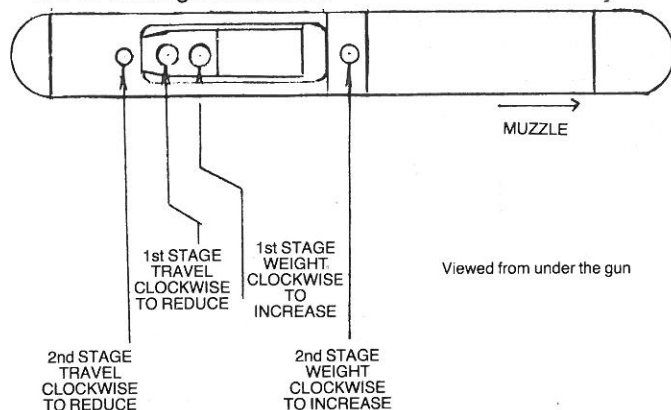 MUZZLE
1st STAGE
TRAVEL
CLOCKWISE
TO REDUCE
1st STAGE
WEIGHT
CLOCKWISE
TO
INCREASE
Viewed from under the gun
2nd STAGE
TRAVEL
CLOCKWISE
TO REDUCE
2nd STAGE
WEIGHT
CLOCKWISE
TO INCREASE